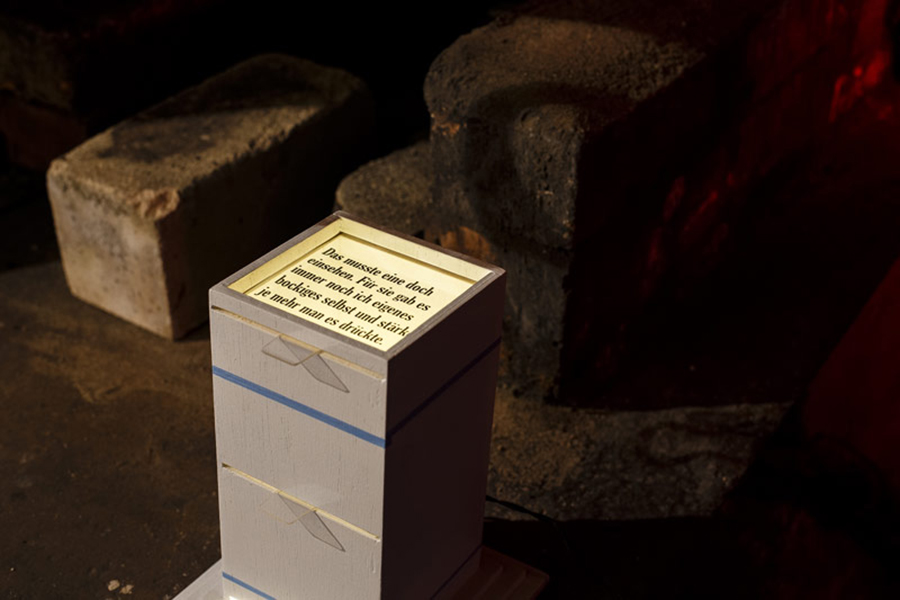 Das musste eine doch
einsehen. Für sie gab es
immer noch ich eigenes
bockiges selbst und stärk
je mehr man es drückte.